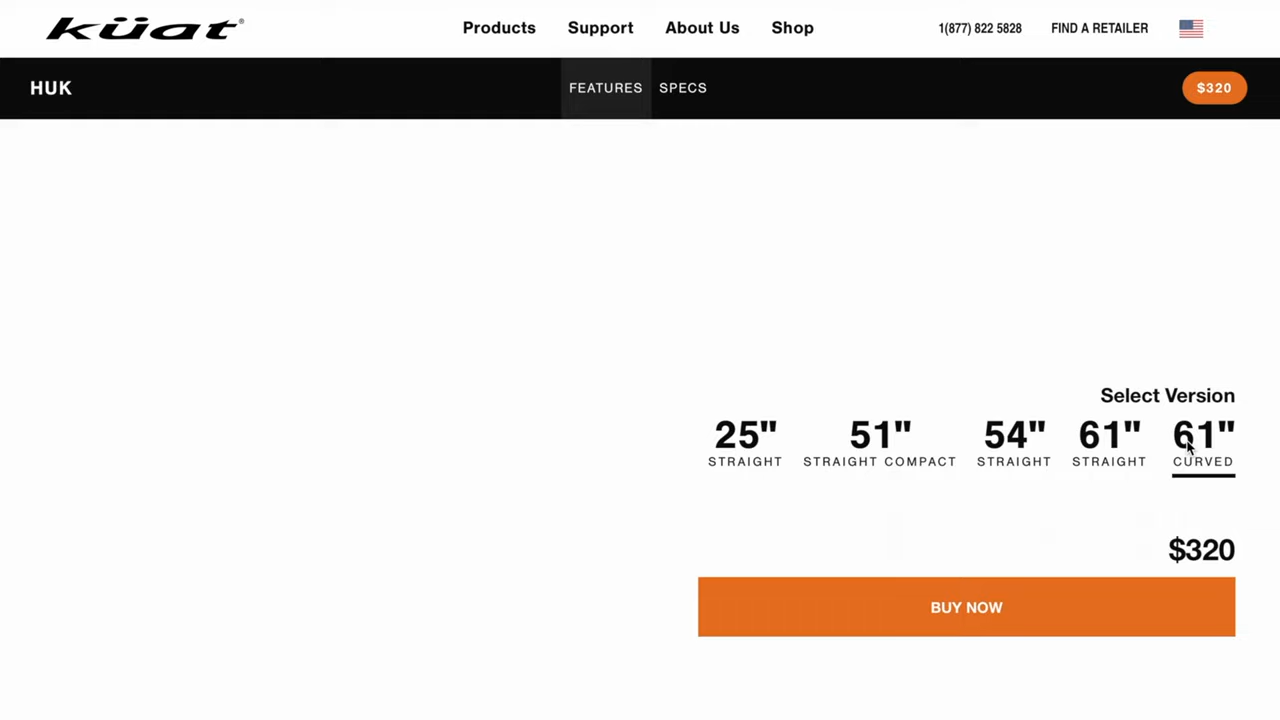 küat®
Products Support About Us Shop
1(877) 822 5828 FIND A RETAILER
HUK
FEATURES SPECS
$320
Select Version
25" 51" 54" 61" 61"
STRAIGHT STRAIGHT COMPACT STRAIGHT STRAIGHT CURVED
$320
BUY NOW